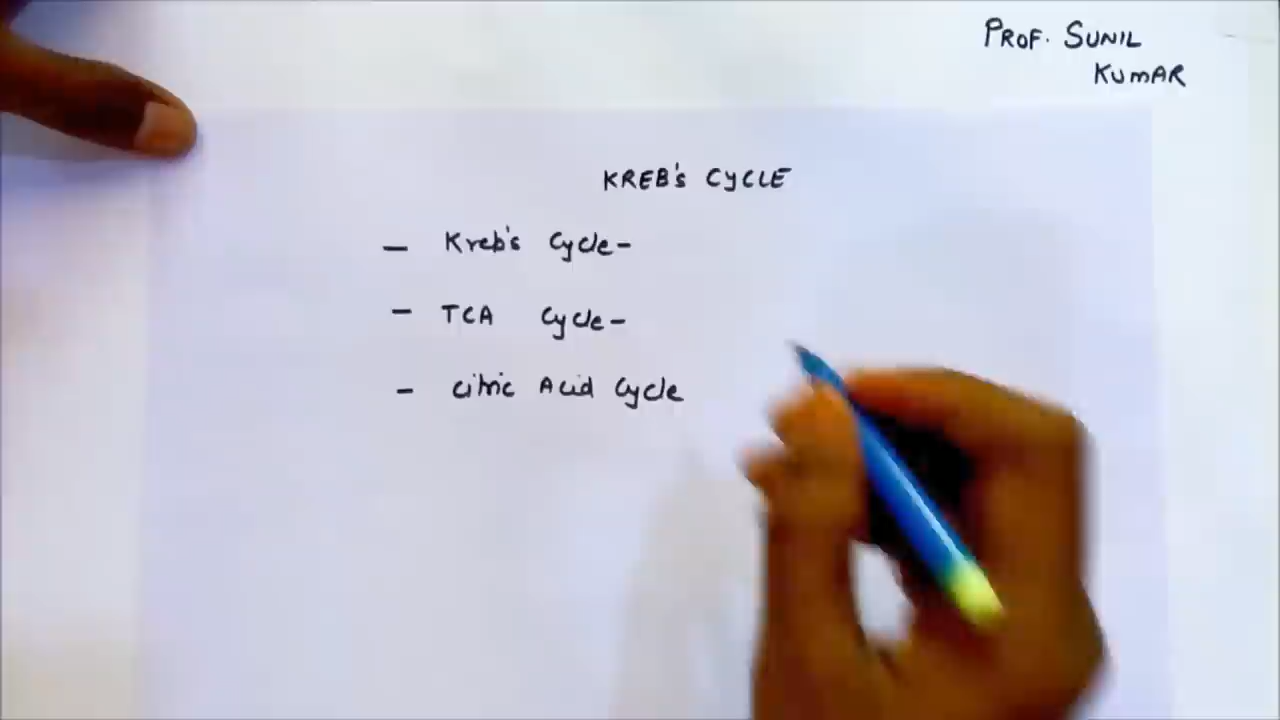 PROF. SUNIL
KUMAR
KREB's CYCLE
- Kreb's Cycle-
- TCA Cycle-
- Citric Acid Cycle